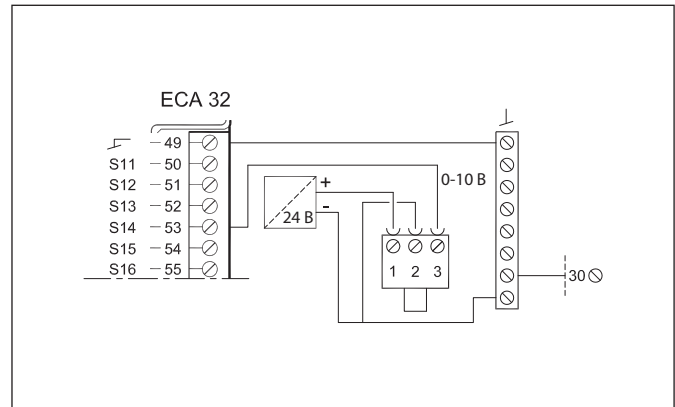 ECA 32
49
S11 50
S12 51
S13 52
S14 53
S15 54
S16 55
+
-
24 В
0-10 В
1 2 3
30